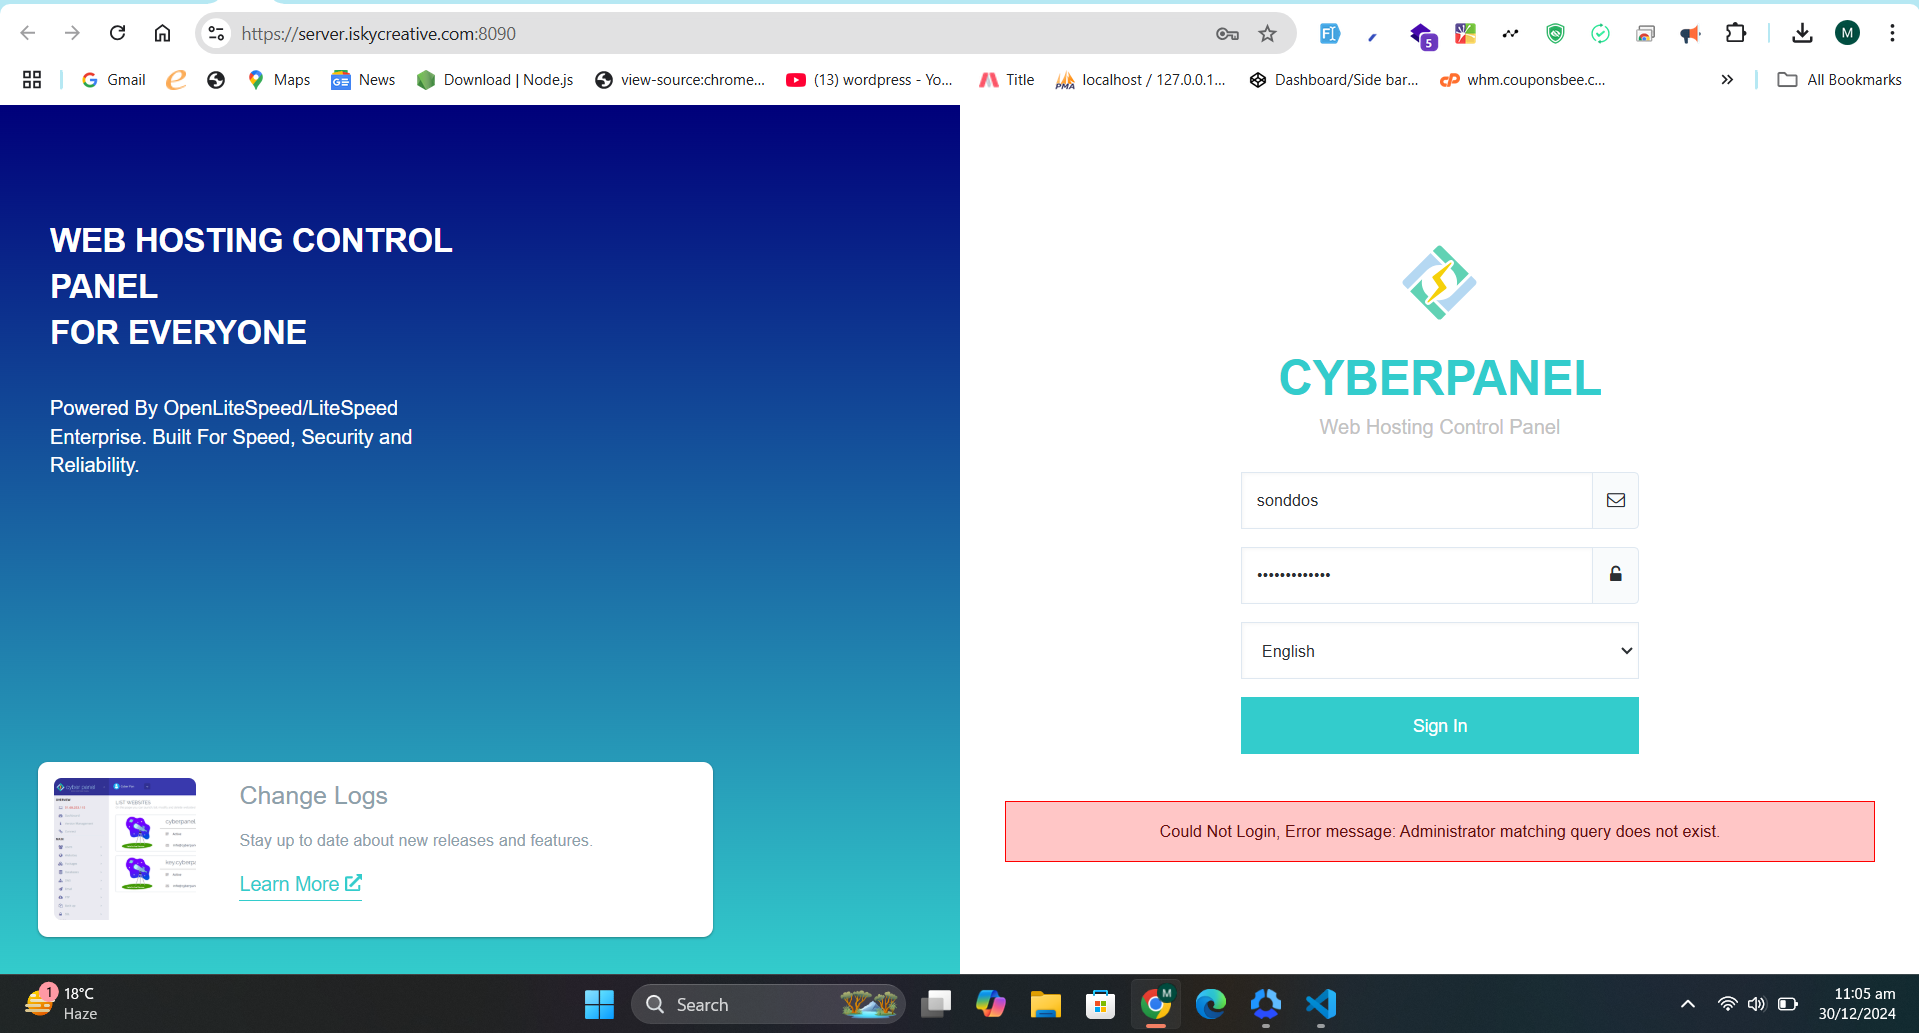 https://server.iskycreative.com:8090
5
M
Gmail
Maps
News
Download | Node.js
view-source:chrome...
(13) wordpress - Yo...
Title
PMA
localhost / 127.0.0.1...
Dashboard/Side bar...
cP
whm.couponsbee.c...
»
All Bookmarks
WEB HOSTING CONTROL
PANEL
FOR EVERYONE
Powered By OpenLiteSpeed/LiteSpeed
Enterprise. Built For Speed, Security and
Reliability.
Change Logs
Stay up to date about new releases and features.
Learn More
CYBERPANEL
Web Hosting Control Panel
sonddos
•••••••••••••
English
Sign In
Could Not Login, Error message: Administrator matching query does not exist.
1
18°C
Haze
Search
M
11:05 am
30/12/2024